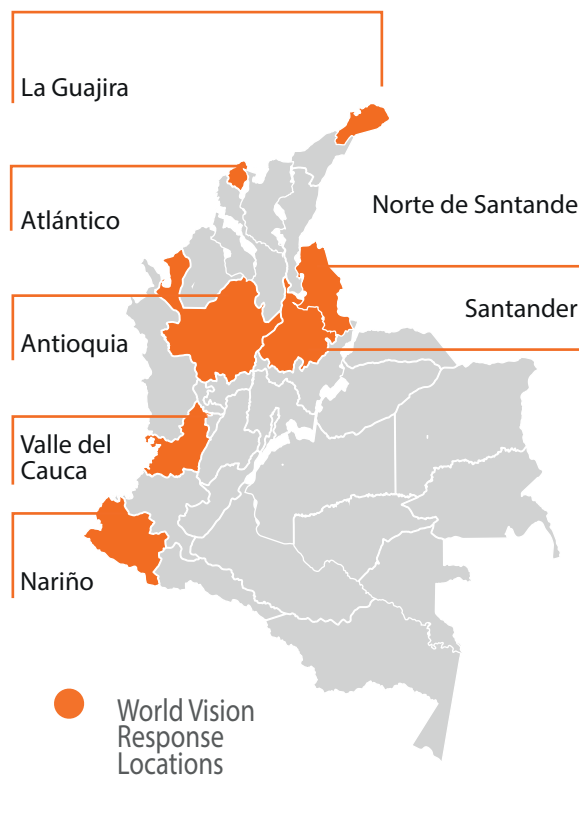 La Guajira
Atlántico
Norte de Santande
Santander
Antioquia
Valle del
Cauca
Nariño
World Vision
Response
Locations